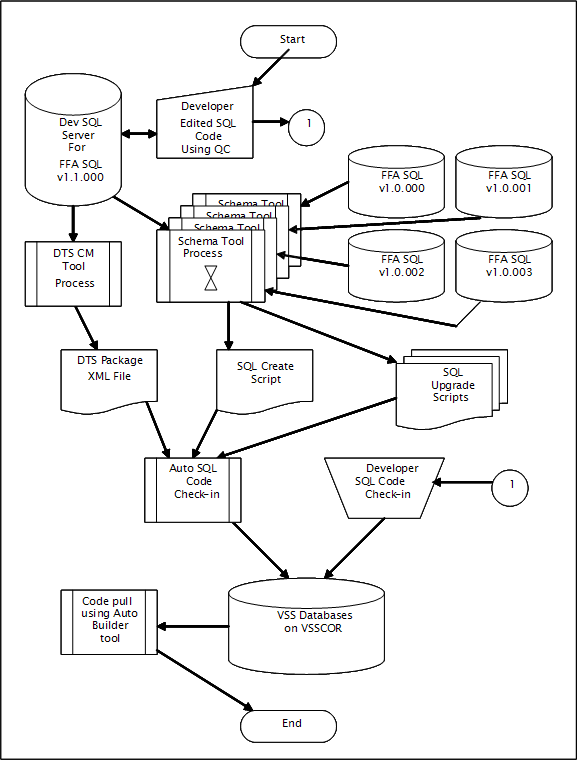 Start
Developer
Edited SQL
Code
Using QC
1
Dev SQL
Server
For
FFA SQL
v1.1.000
FFA SQL
v1.0.000
FFA SQL
v1.0.001
Schema Tool
Schema Tool
Schema Tool
Schema Tool
Process
FFA SQL
v1.0.002
FFA SQL
v1.0.003
DTS CM
Tool
Process
DTS Package
XML File
SQL Create
Script
SQL
Upgrade
Scripts
Auto SQL
Code
Check-in
Developer
SQL Code
Check-in
1
Code pull
using Auto
Builder
tool
VSS Databases
on VSSCOR
End